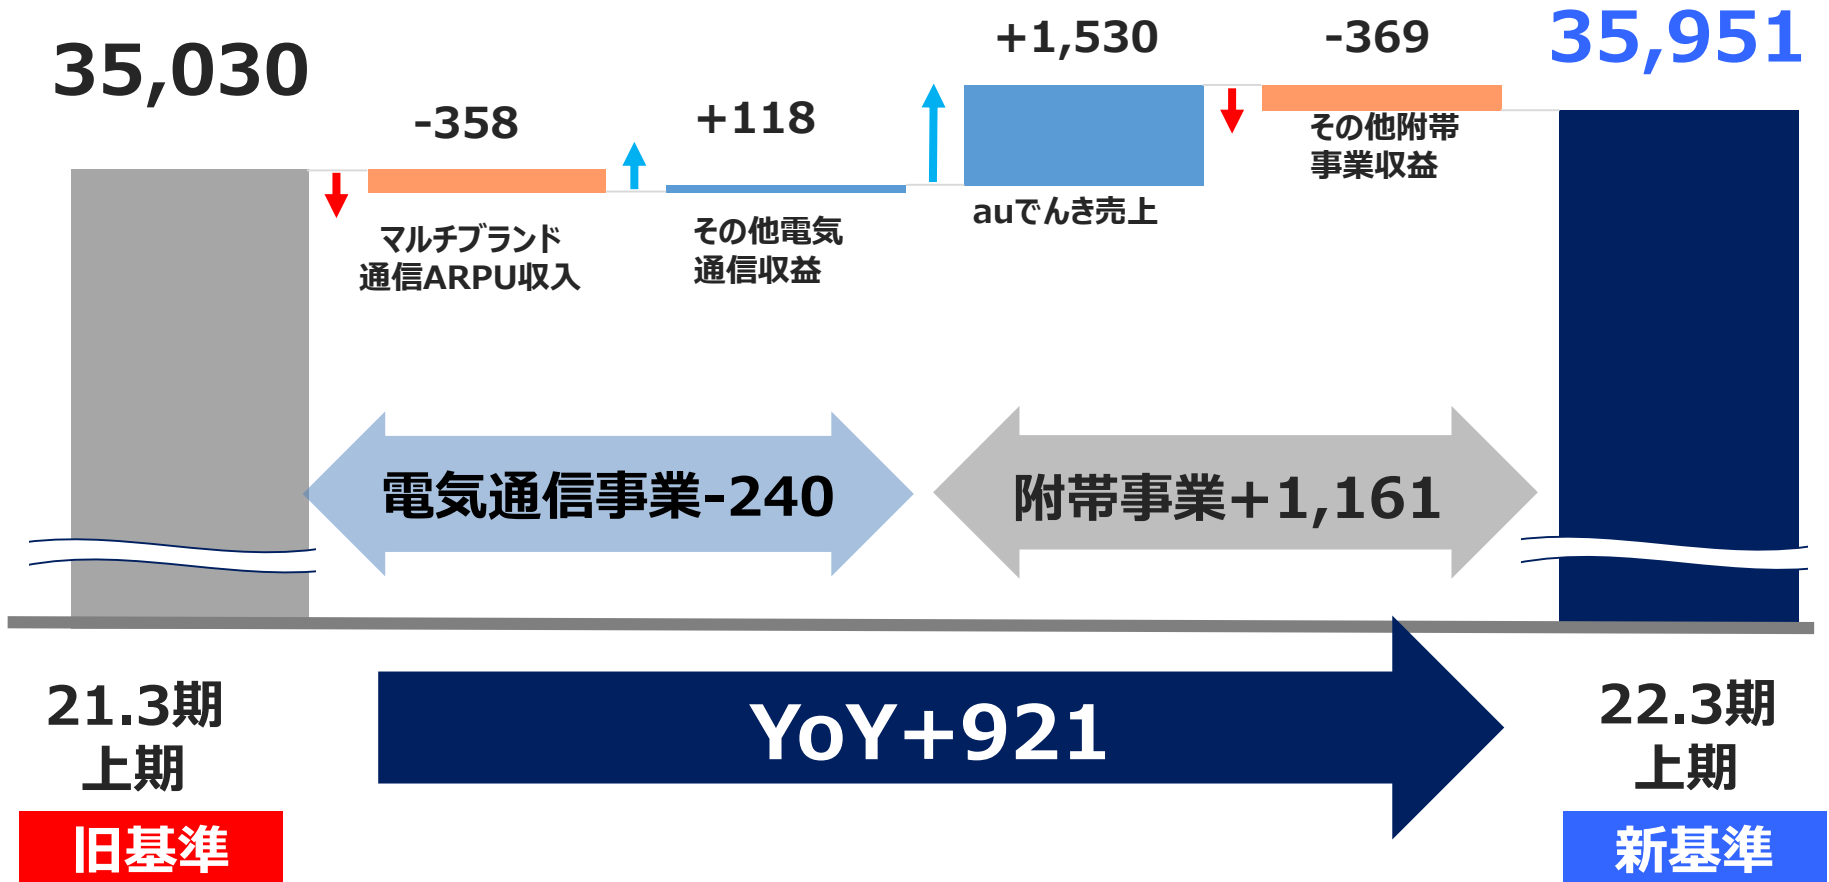 35,030
-358
+118
+1,530
-369
35,951
マルチブランド
通信ARPU収入
その他電気
通信収益
auでんき売上
その他附帯
事業収益
電気通信事業-240
附帯事業+1,161
21.3期
上期
旧基準
YoY+921
22.3期
上期
新基準